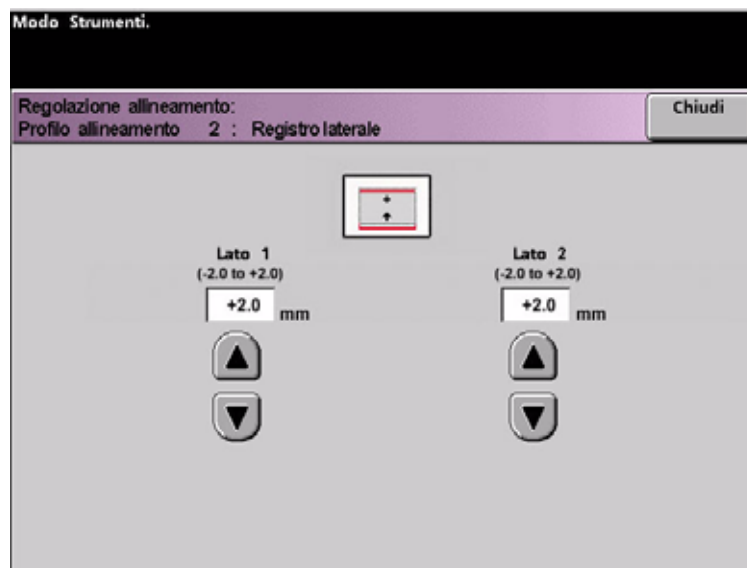 Modo Strumenti.
Regolazione allineamento:
Profilo allineamento 2 : Registro laterale
Chiudi
Lato 1
(-2.0 to +2.0)
+2.0 mm
Lato 2
(-2.0 to +2.0)
+2.0 mm